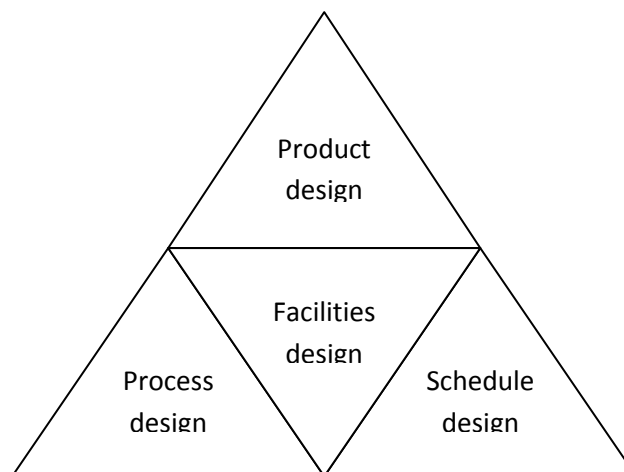 Product
design
Facilities
design
Process
design
Schedule
design